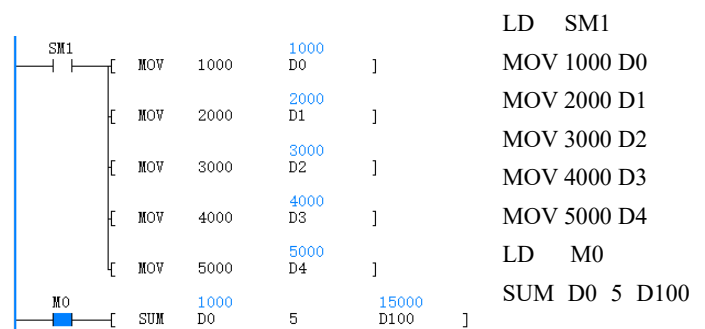 SM1
1000
MOV 1000 D0
2000
MOV 2000 D1
3000
MOV 3000 D2
4000
MOV 4000 D3
5000
MOV 5000 D4
M0
1000 15000
SUM D0 5 D100
LD SM1
MOV 1000 D0
MOV 2000 D1
MOV 3000 D2
MOV 4000 D3
MOV 5000 D4
LD M0
SUM D0 5 D100